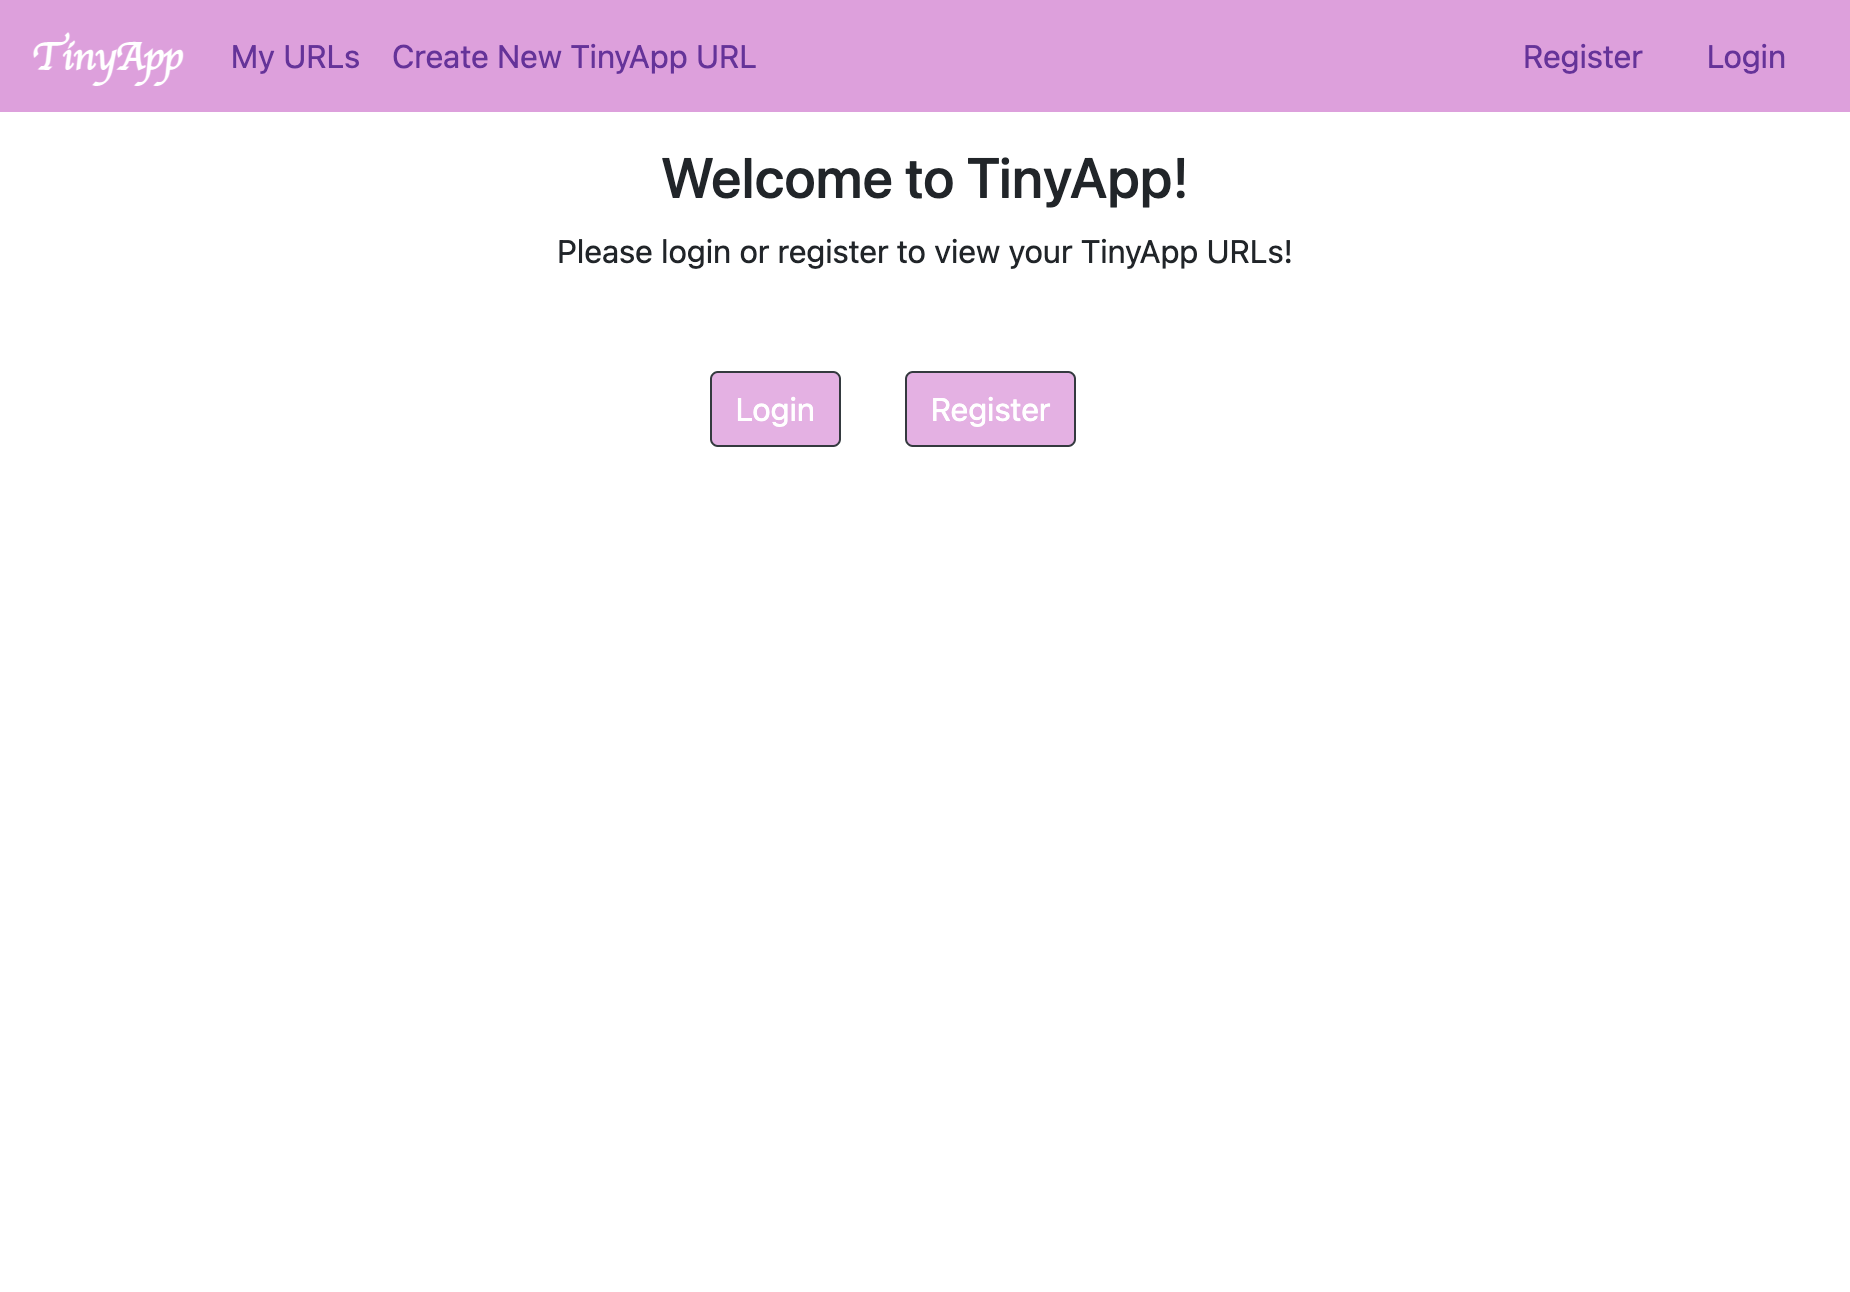 TinyApp My URLs Create New TinyApp URL Register Login
Welcome to TinyApp!
Please login or register to view your TinyApp URLs!
Login Register